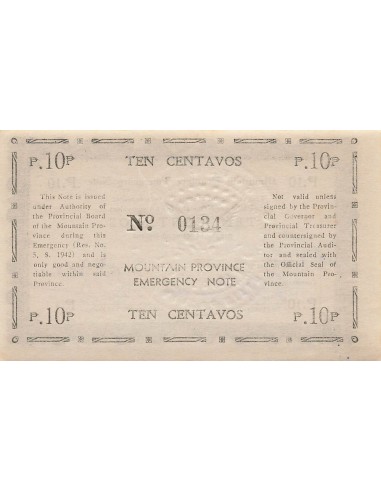 P.10P TEN CENTAVOS P.10P
This Note is issued
under Authority of
the Provincial Board
of the Mountain Pro-
vince during this
Emergency (Res. No.
5, S. 1942) and is
only good and nego-
tiable within said
Province.
No. 0134
MOUNTAIN PROVINCE
EMERGENCY NOTE
Not valid unless
signed by the Provin-
cial Governor and
Provincial Treasurer
and countersigned by
the Provincial Audi-
tor and sealed with
the Official Seal of
the Mountain Pro-
vince.
P.10P TEN CENTAVOS P.10P